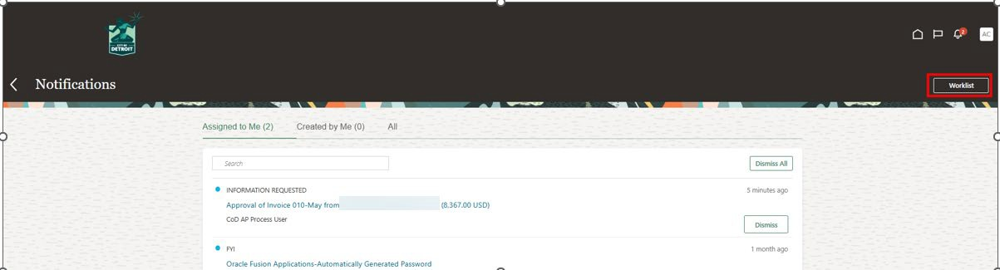 CITY OF
DETROIT
2
AC
Notifications
Worklist
Assigned to Me (2)
Created by Me (0)
All
Search
Dismiss All
INFORMATION REQUESTED
5 minutes ago
Approval of Invoice 010-May from (8,367.00 USD)
CoD AP Process User
Dismiss
FYI
1 month ago
Oracle Fusion Applications-Automatically Generated Password